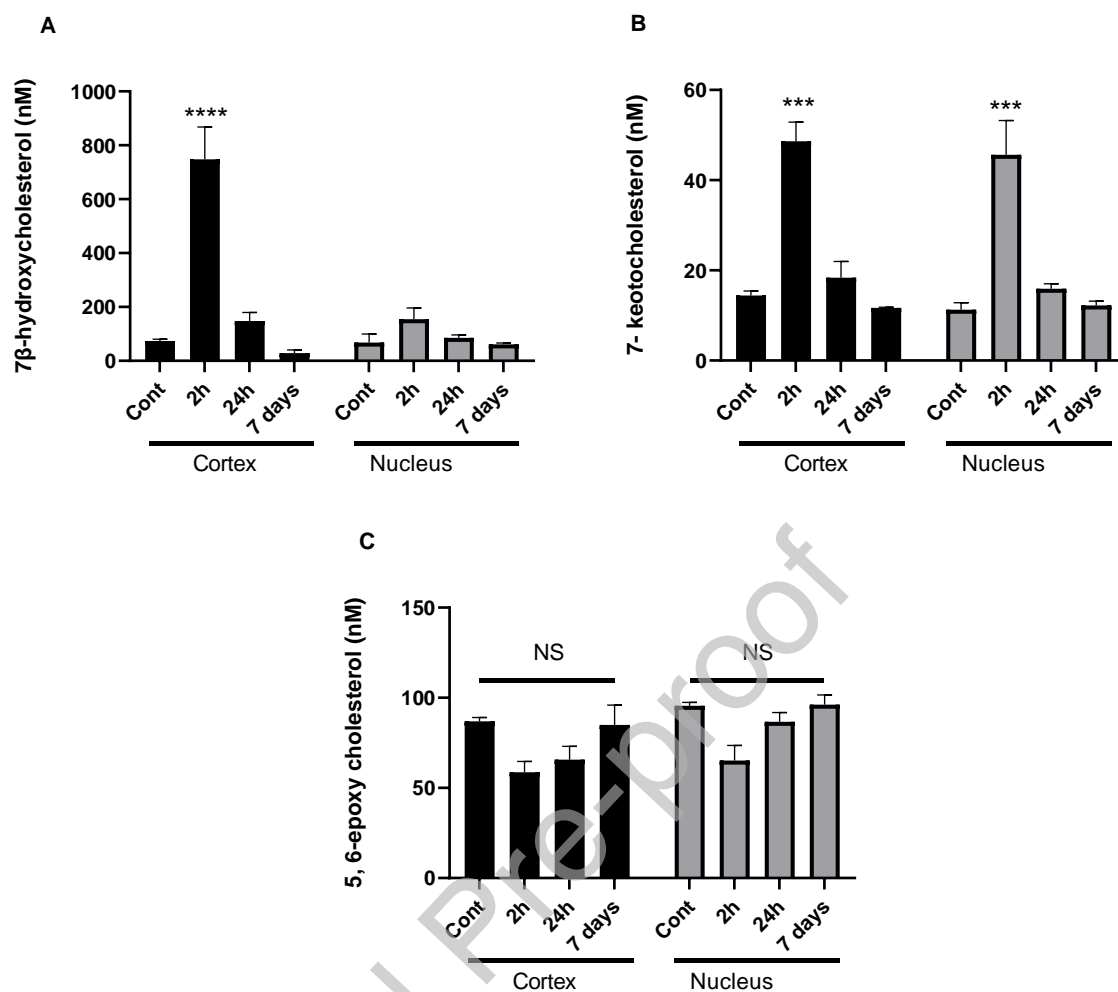 A
7β-hydroxycholesterol (nM)
1000
800
600
400
200
0
****
Cont
2h
24h
7 days
Cont
2h
24h
7 days
Cortex
Nucleus
B
7- keotocholesterol (nM)
60
40
20
0
***
***
Cont
2h
24h
7 days
Cont
2h
24h
7 days
Cortex
Nucleus
C
5, 6-epoxy cholesterol (nM)
150
100
50
0
NS
NS
Cont
2h
24h
7 days
Cont
2h
24h
7 days
Cortex
Nucleus
l Pre-proof